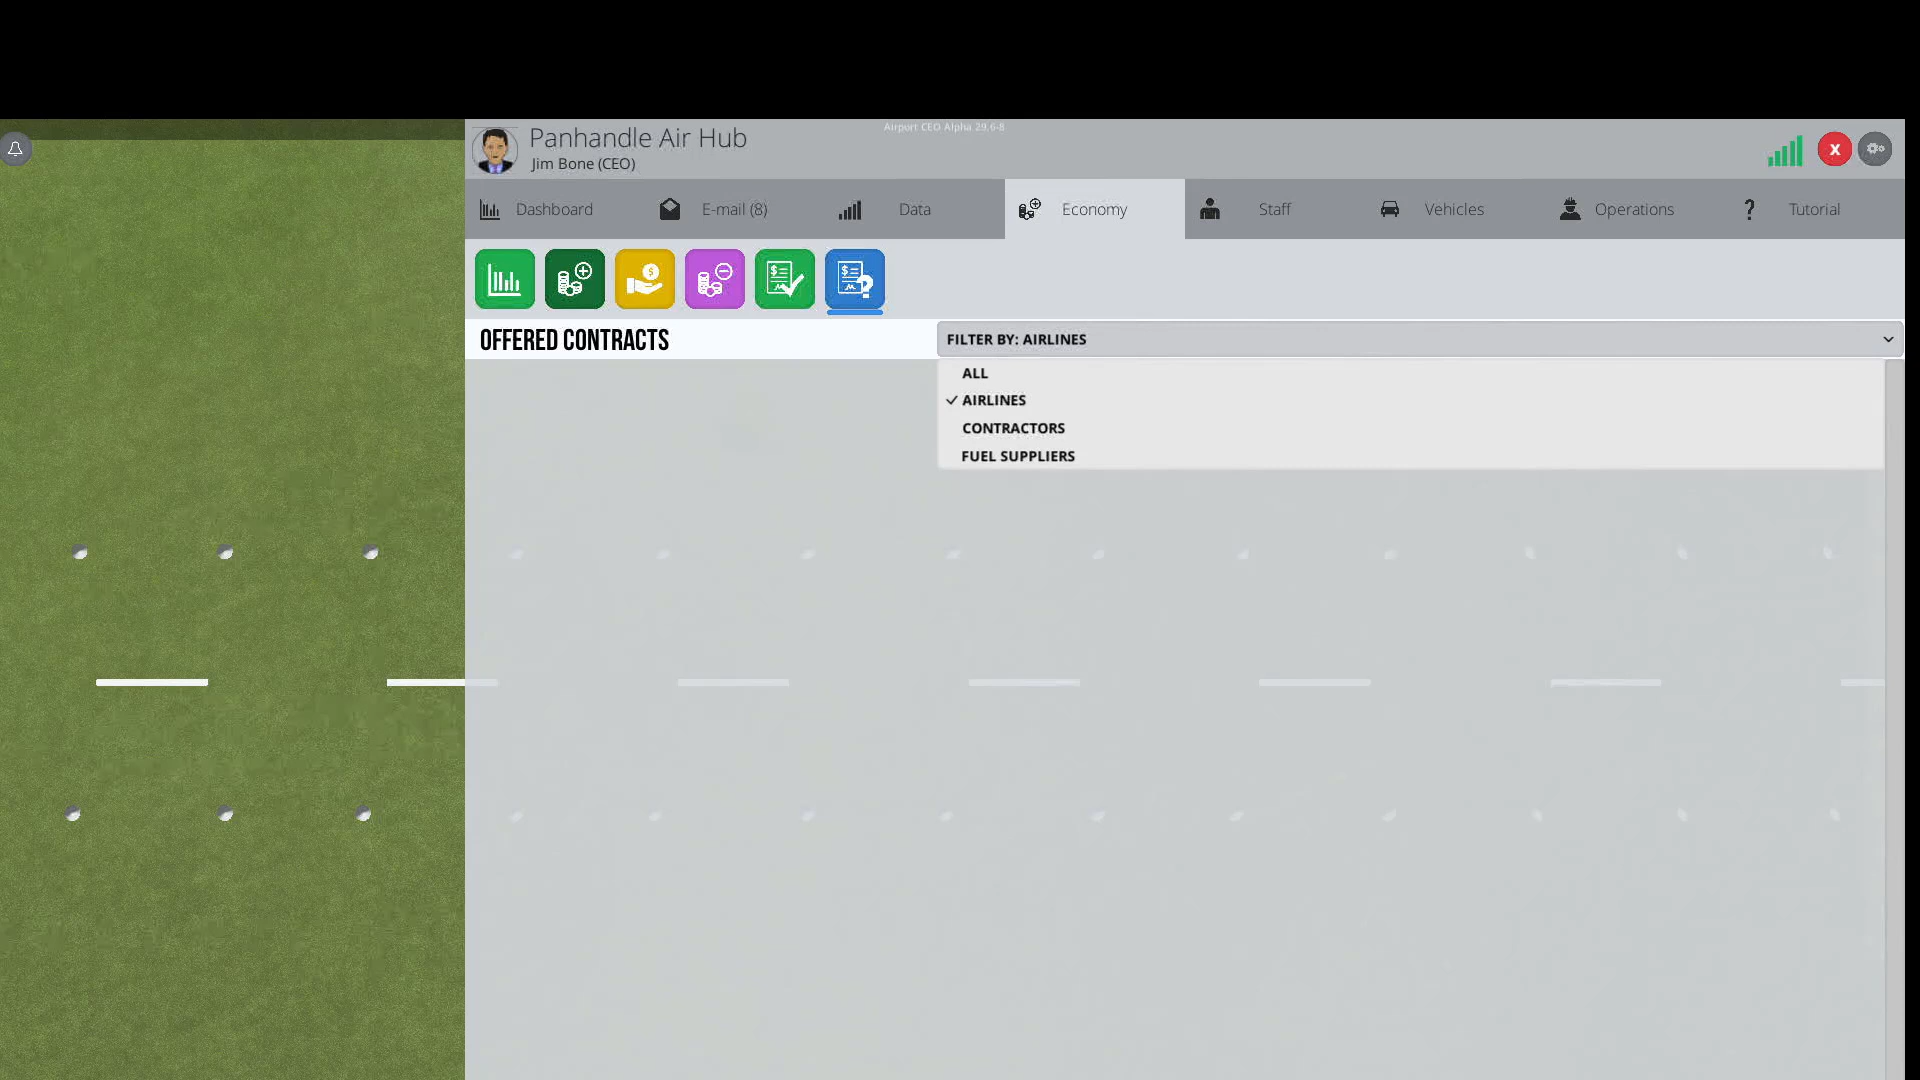 Airport CEO Alpha 29.6-8
Panhandle Air Hub
Jim Bone (CEO)
X
Dashboard
E-mail (8)
Data
Economy
Staff
Vehicles
Operations
? Tutorial
OFFERED CONTRACTS
FILTER BY: AIRLINES
ALL
AIRLINES
CONTRACTORS
FUEL SUPPLIERS